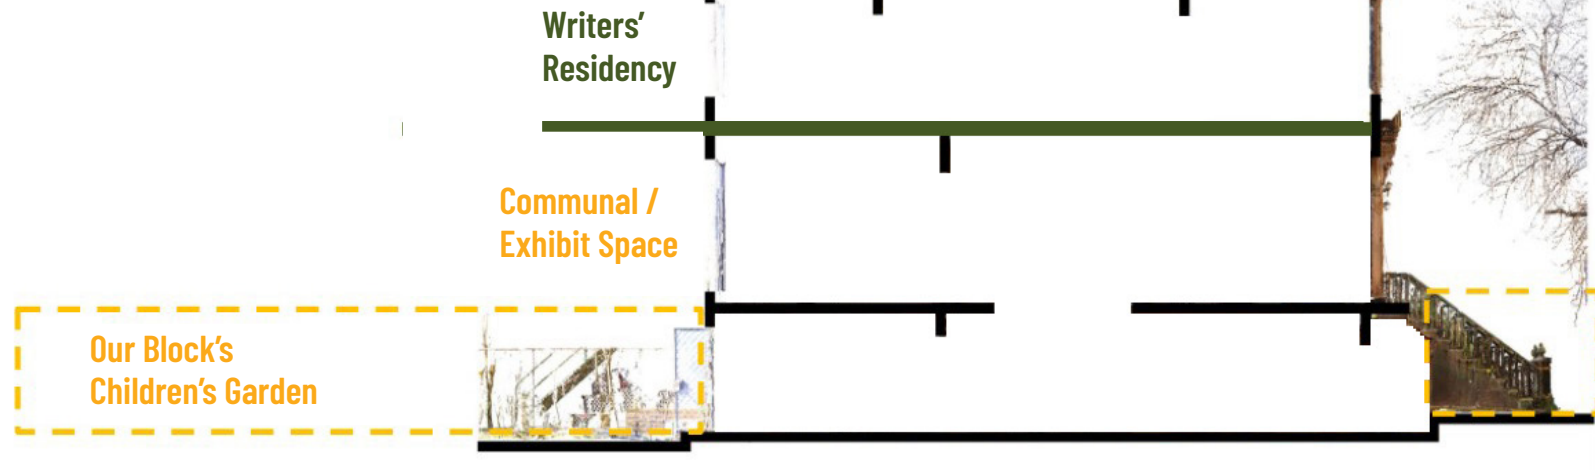 Writers’
Residency
Communal /
Exhibit Space
Our Block’s
Children’s Garden